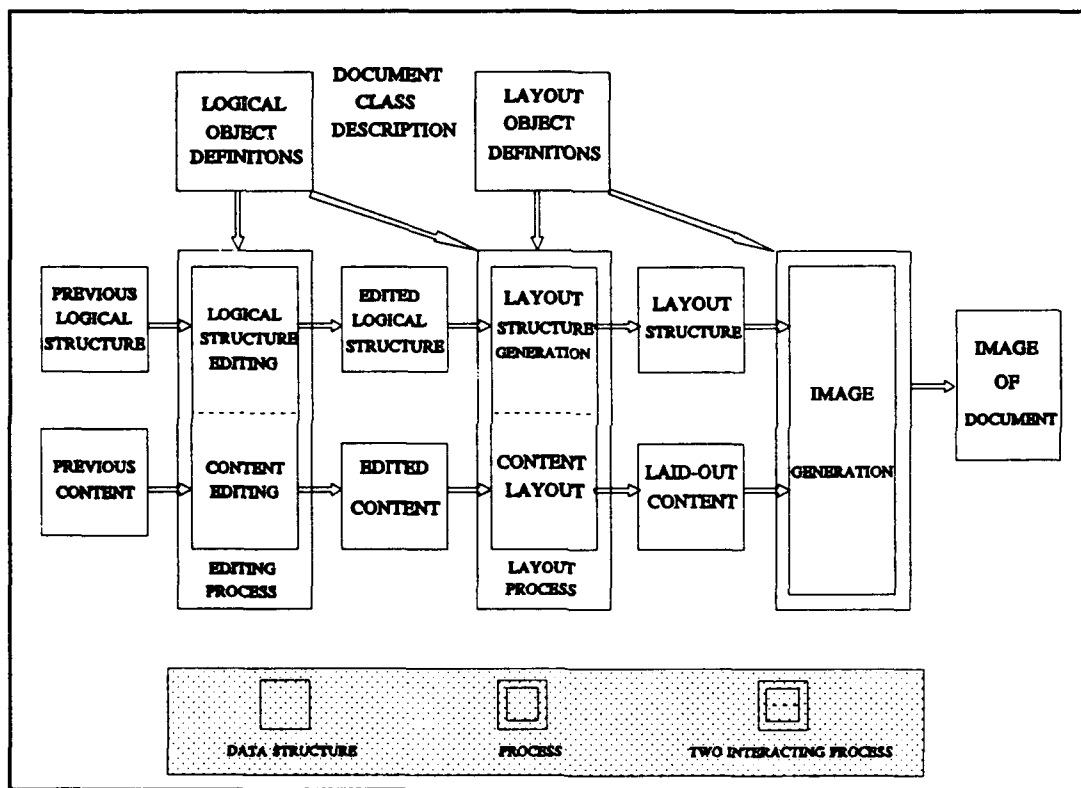 LOGICAL
OBJECT
DEFINITONS
DOCUMENT
CLASS
DESCRIPTION
LAYOUT
OBJECT
DEFINITONS
PREVIOUS
LOGICAL
STRUCTURE
LOGICAL
STRUCTURE
EDITING
EDITED
LOGICAL
STRUCTURE
LAYOUT
STRUCTURE
GENERATION
LAYOUT
STRUCTURE
IMAGE
GENERATION
IMAGE
OF
DOCUMENT
PREVIOUS
CONTENT
CONTENT
EDITING
EDITED
CONTENT
CONTENT
LAYOUT
LAID-OUT
CONTENT
EDITING
PROCESS
LAYOUT
PROCESS
DATA STRUCTURE
PROCESS
TWO INTERACTING PROCESS